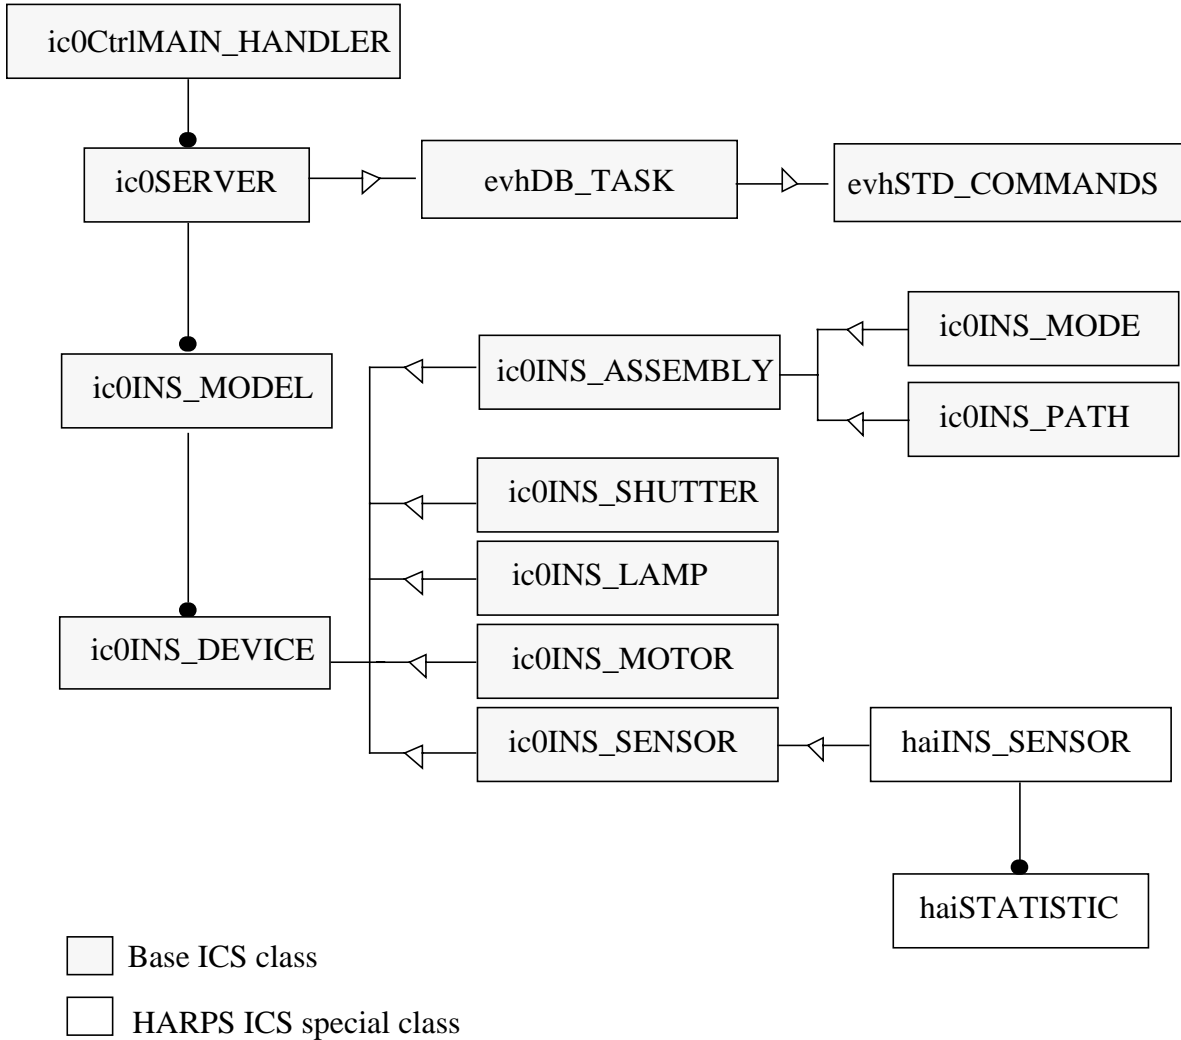 ic0CtrlMAIN_HANDLER
ic0SERVER
evhDB_TASK
evhSTD_COMMANDS
ic0INS_MODE
ic0INS_ASSEMBLY
ic0INS_MODEL
ic0INS_PATH
ic0INS_SHUTTER
ic0INS_LAMP
ic0INS_DEVICE
ic0INS_MOTOR
ic0INS_SENSOR
haiINS_SENSOR
haiSTATISTIC
Base ICS class
HARPS ICS special class